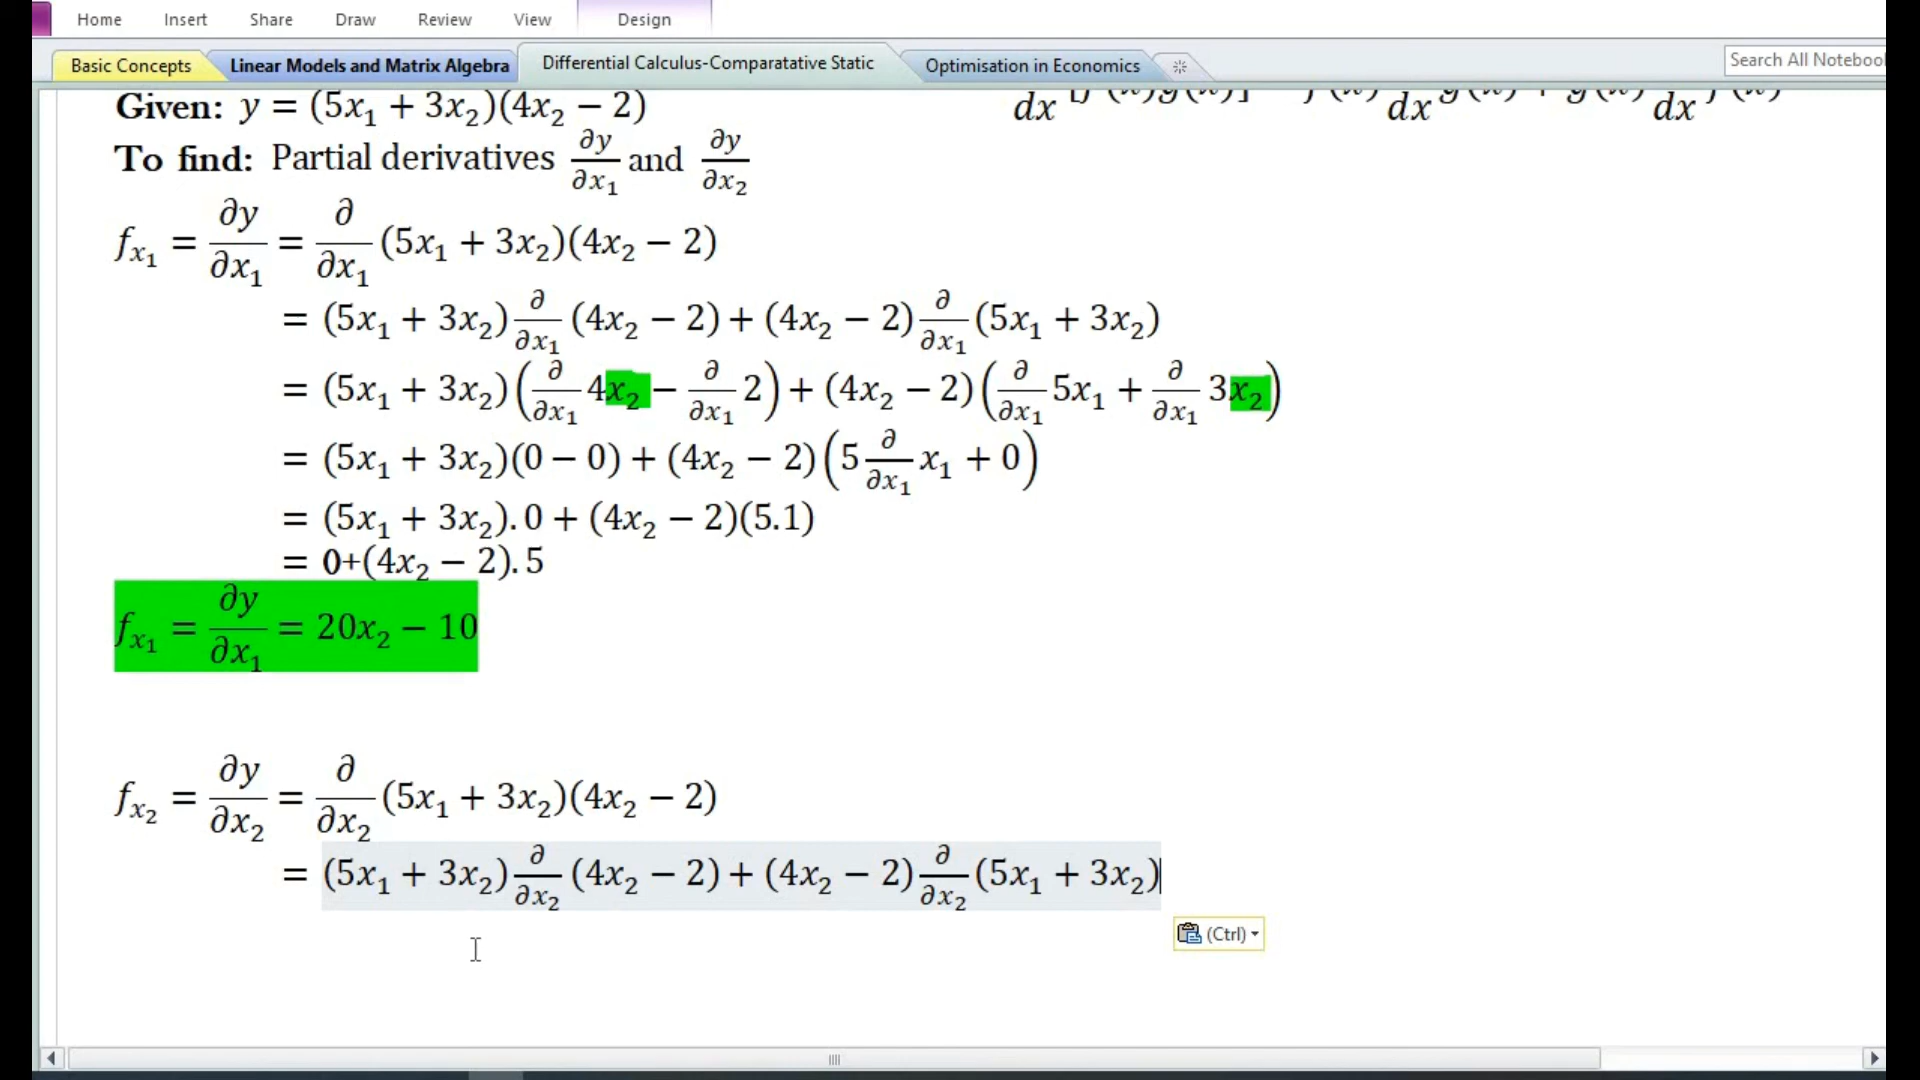 Home Insert Share Draw Review View Design
Basic Concepts Linear Models and Matrix Algebra Differential Calculus-Comparatative Static Optimisation in Economics Search All Notebook
Given: y = (5x₁ + 3x₂)(4x₂ − 2)
To find: Partial derivatives ∂y/∂x₁ and ∂y/∂x₂
f_{x₁} = ∂y/∂x₁ = ∂/∂x₁ (5x₁ + 3x₂)(4x₂ − 2)
= (5x₁ + 3x₂) ∂/∂x₁ (4x₂ − 2) + (4x₂ − 2) ∂/∂x₁ (5x₁ + 3x₂)
= (5x₁ + 3x₂)(∂/∂x₁ 4x₂ − ∂/∂x₁ 2) + (4x₂ − 2)(∂/∂x₁ 5x₁ + ∂/∂x₁ 3x₂)
= (5x₁ + 3x₂)(0 − 0) + (4x₂ − 2)(5 ∂/∂x₁ x₁ + 0)
= (5x₁ + 3x₂).0 + (4x₂ − 2)(5.1)
= 0+(4x₂ − 2).5
f_{x₁} = ∂y/∂x₁ = 20x₂ − 10
f_{x₂} = ∂y/∂x₂ = ∂/∂x₂ (5x₁ + 3x₂)(4x₂ − 2)
= (5x₁ + 3x₂) ∂/∂x₂ (4x₂ − 2) + (4x₂ − 2) ∂/∂x₂ (5x₁ + 3x₂)
(Ctrl)